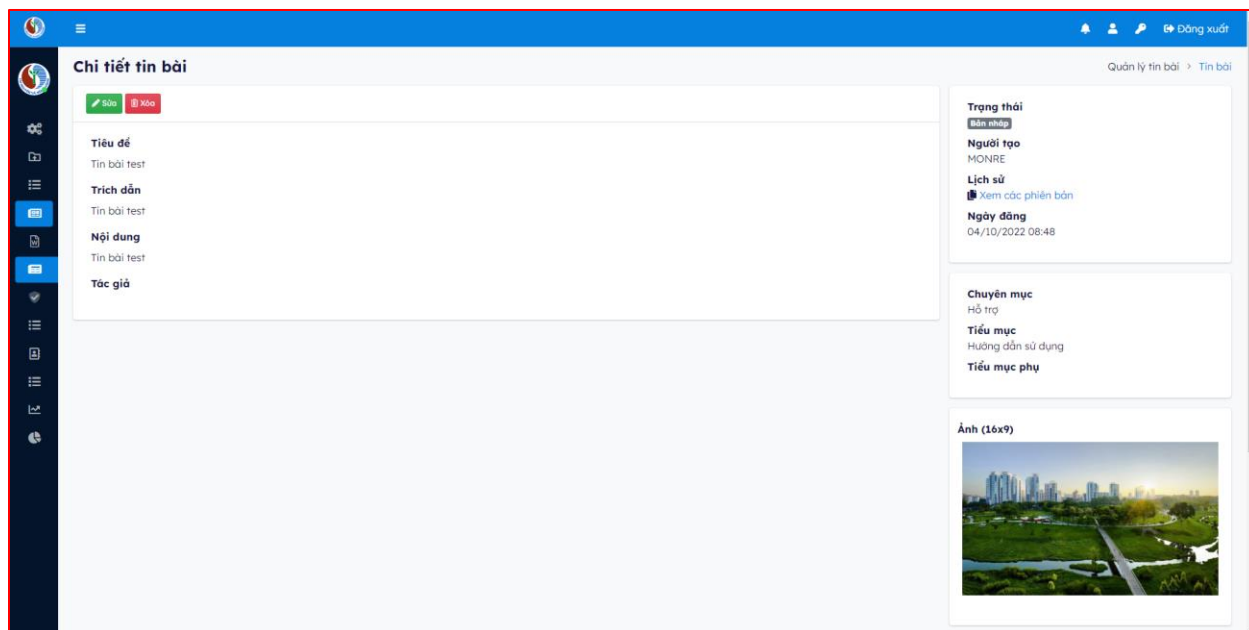 Đăng xuất
Chi tiết tin bài
Quản lý tin bài > Tin bài
Sửa
Xóa
Tiêu đề
Tin bài test
Trích dẫn
Tin bài test
Nội dung
Tin bài test
Tác giả
Trạng thái
Bản nháp
Người tạo
MONRE
Lịch sử
Xem các phiên bản
Ngày đăng
04/10/2022 08:48
Chuyên mục
Hỗ trợ
Tiểu mục
Hướng dẫn sử dụng
Tiểu mục phụ
Ảnh (16x9)